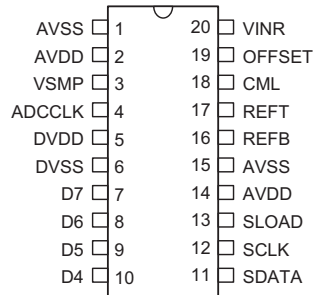 AVSS 1 20 VINR
AVDD 2 19 OFFSET
VSMP 3 18 CML
ADCCLK 4 17 REFT
DVDD 5 16 REFB
DVSS 6 15 AVSS
D7 7 14 AVDD
D6 8 13 SLOAD
D5 9 12 SCLK
D4 10 11 SDATA